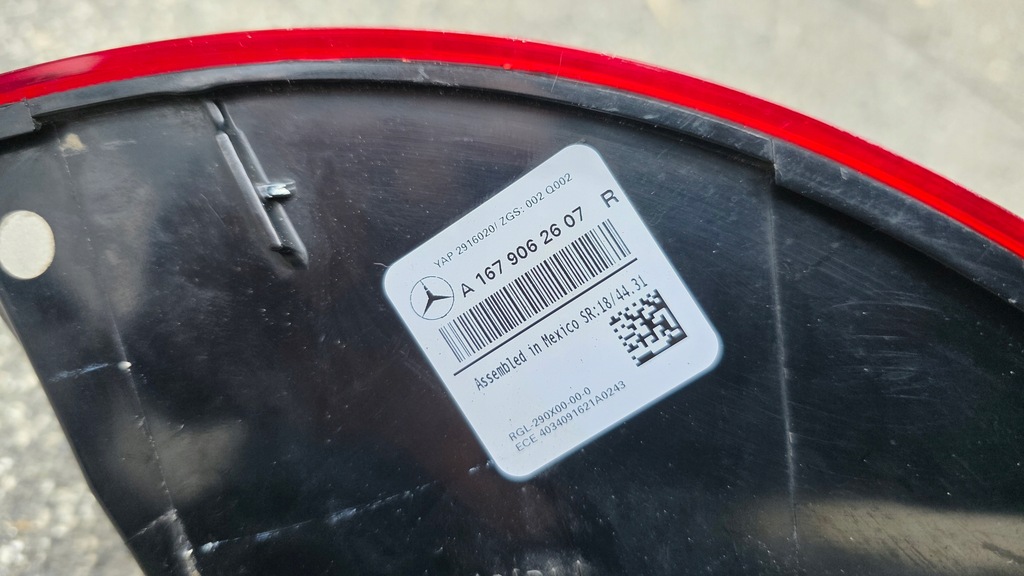 YAP 2916020/ ZGS: 002 Q002
A 167 906 26 07 R
Assembled in Mexico SR:18/44.31
RGL-290X00-00-0
ECE 4034091621A0243